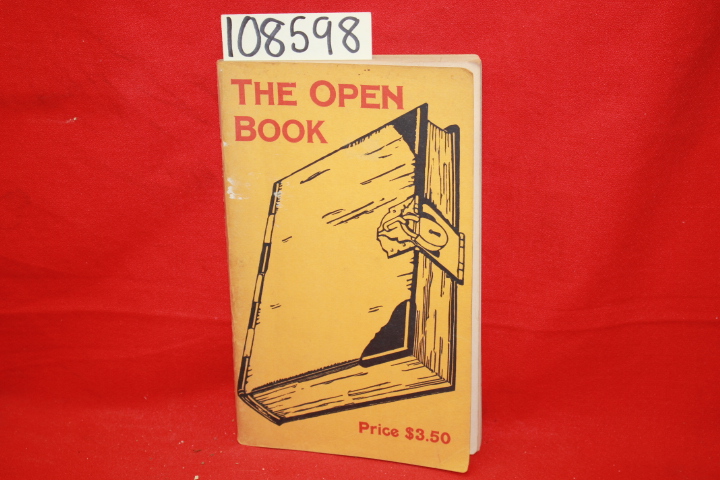 108598
THE OPEN
BOOK
Price $3.50